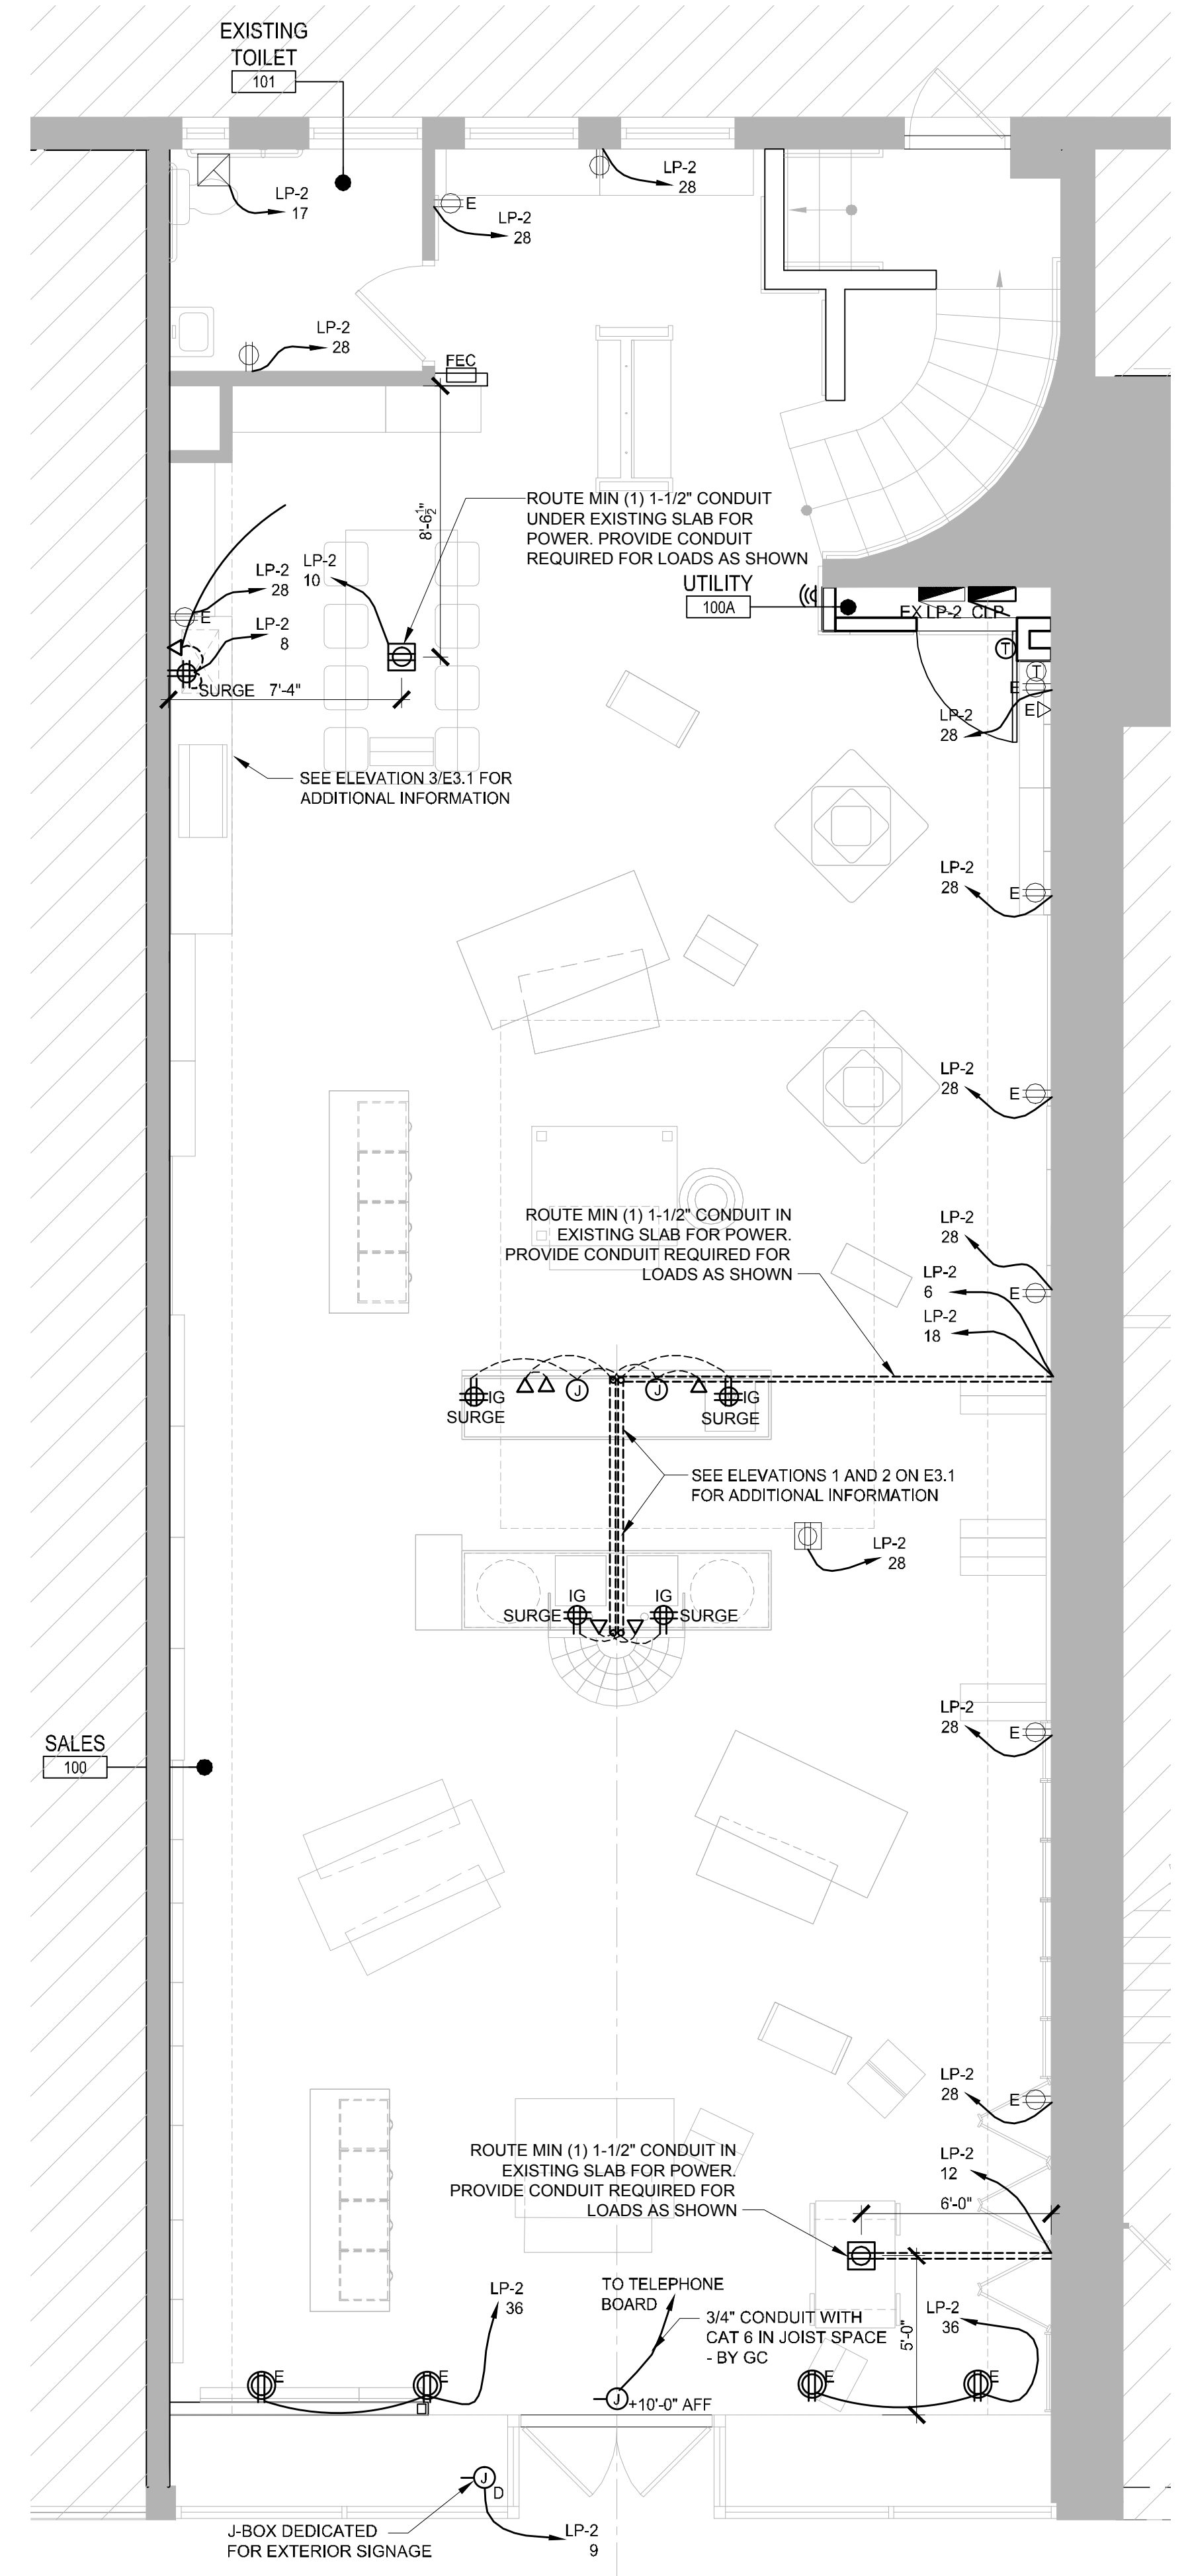 EXISTING
TOILET
101
LP-2
17
LP-2
28
E
LP-2
28
LP-2
28
FEC
8'-6 1/2"
ROUTE MIN (1) 1-1/2" CONDUIT
UNDER EXISTING SLAB FOR
POWER. PROVIDE CONDUIT
REQUIRED FOR LOADS AS SHOWN
UTILITY
100A
EX LP-2 CLP
LP-2
28
LP-2
10
E
LP-2
8
SURGE 7'-4"
T
T
E
E
LP-2
28
SEE ELEVATION 3/E3.1 FOR
ADDITIONAL INFORMATION
LP-2
28
E
LP-2
28
E
ROUTE MIN (1) 1-1/2" CONDUIT IN
EXISTING SLAB FOR POWER.
PROVIDE CONDUIT REQUIRED FOR
LOADS AS SHOWN
LP-2
28
LP-2
6
E
LP-2
18
IG
SURGE
J
J
IG
SURGE
SEE ELEVATIONS 1 AND 2 ON E3.1
FOR ADDITIONAL INFORMATION
LP-2
28
IG
SURGE
IG
SURGE
LP-2
28
E
SALES
100
LP-2
28
E
ROUTE MIN (1) 1-1/2" CONDUIT IN
EXISTING SLAB FOR POWER.
PROVIDE CONDUIT REQUIRED FOR
LOADS AS SHOWN
LP-2
12
6'-0"
LP-2
36
TO TELEPHONE
BOARD
3/4" CONDUIT WITH
CAT 6 IN JOIST SPACE
- BY GC
LP-2
36
5'-0"
E
E
E
E
J
+10'-0" AFF
J
D
J-BOX DEDICATED
FOR EXTERIOR SIGNAGE
LP-2
9